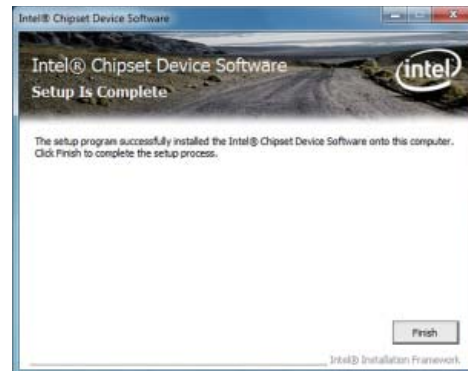 Intel® Chipset Device Software
Intel® Chipset Device Software
intel
Setup Is Complete
The setup program successfully installed the Intel® Chipset Device Software onto this computer.
Click Finish to complete the setup process.
Finish
Intel® Installation Framework